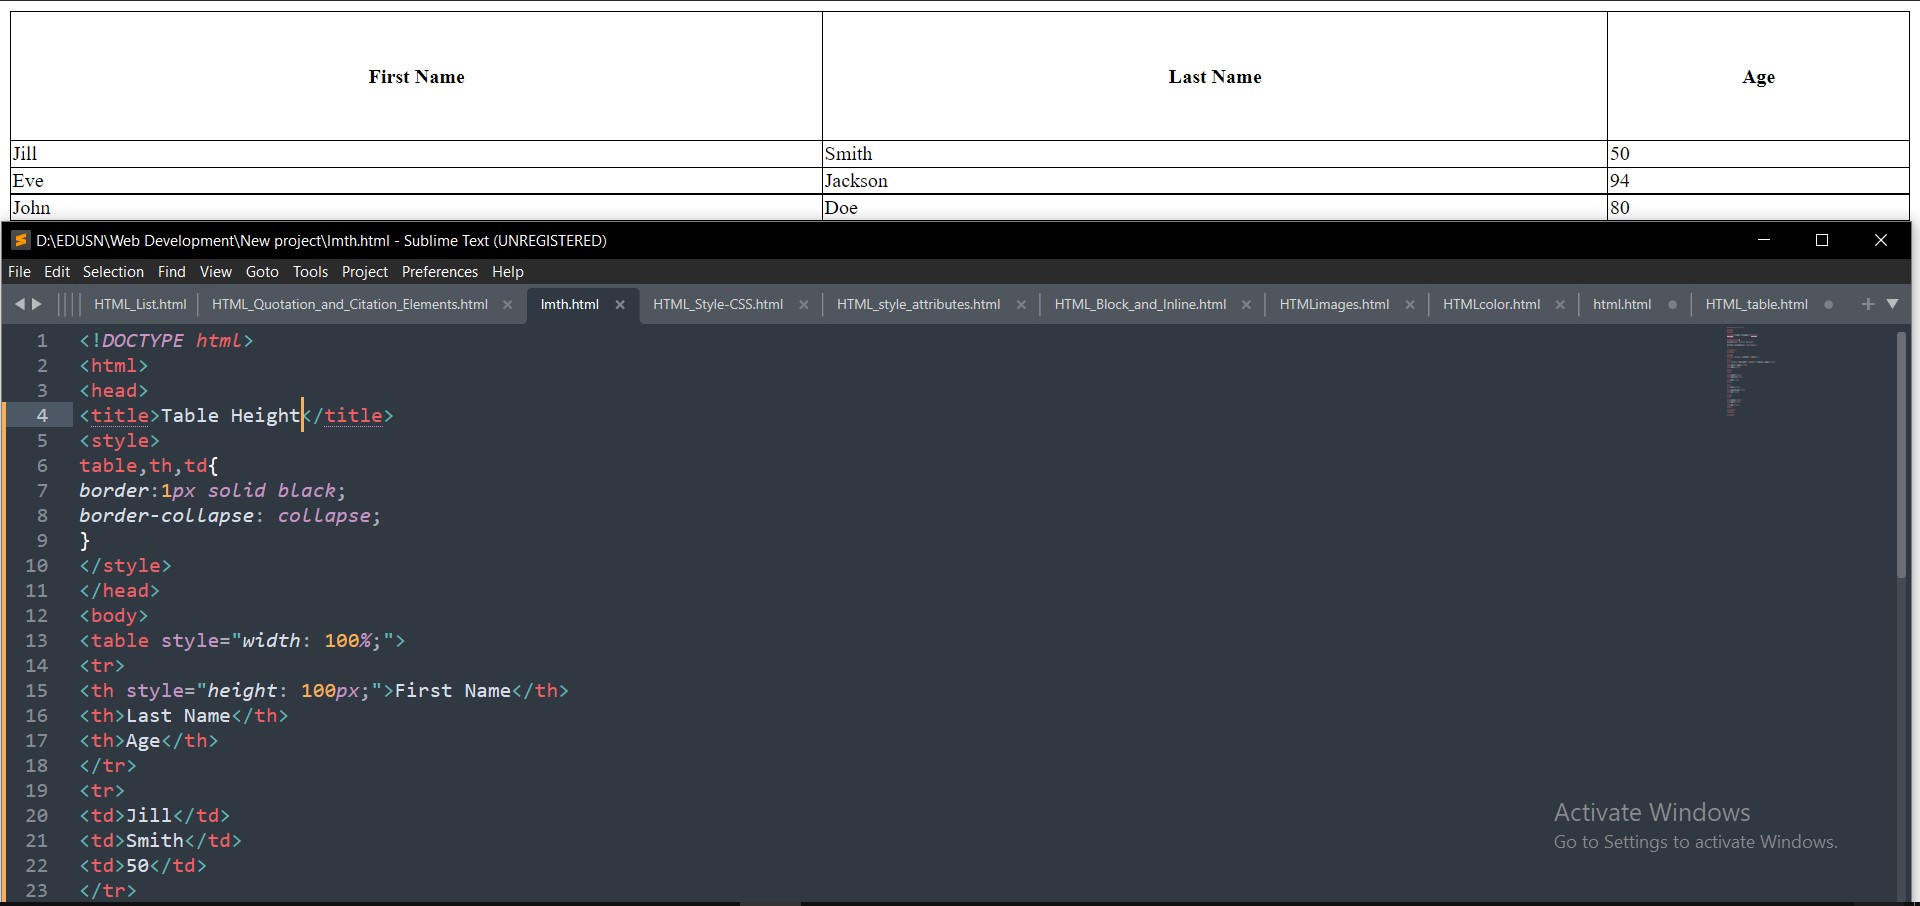 First Name Last Name Age
Jill Smith 50
Eve Jackson 94
John Doe 80
D:\EDUSN\Web Development\New project\lmth.html - Sublime Text (UNREGISTERED)
File Edit Selection Find View Goto Tools Project Preferences Help
HTML_List.html HTML_Quotation_and_Citation_Elements.html lmth.html HTML_Style-CSS.html HTML_style_attributes.html HTML_Block_and_Inline.html HTMLimages.html HTMLcolor.html html.html HTML_table.html
1 <!DOCTYPE html>
2 <html>
3 <head>
4 <title>Table Height</title>
5 <style>
6 table,th,td{
7 border:1px solid black;
8 border-collapse: collapse;
9 }
10 </style>
11 </head>
12 <body>
13 <table style="width: 100%;">
14 <tr>
15 <th style="height: 100px;">First Name</th>
16 <th>Last Name</th>
17 <th>Age</th>
18 </tr>
19 <tr>
20 <td>Jill</td>
21 <td>Smith</td>
22 <td>50</td>
23 </tr>
Activate Windows
Go to Settings to activate Windows.